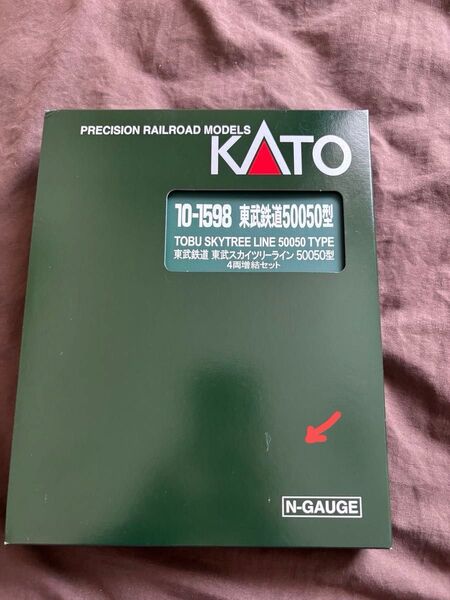 PRECISION RAILROAD MODELS
KATO
10-1598 東武鉄道50050型
TOBU SKYTREE LINE 50050 TYPE
東武鉄道 東武スカイツリーライン 50050型
4両増結セット
N-GAUGE